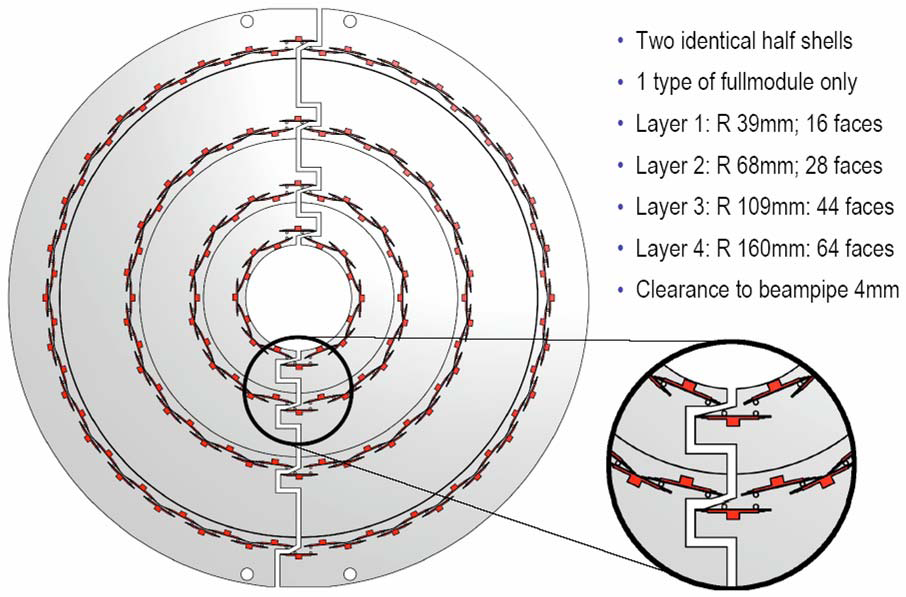 • Two identical half shells
• 1 type of fullmodule only
• Layer 1: R 39mm; 16 faces
• Layer 2: R 68mm; 28 faces
• Layer 3: R 109mm: 44 faces
• Layer 4: R 160mm: 64 faces
• Clearance to beampipe 4mm